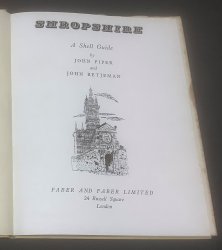 SHROPSHIRE
A Shell Guide
by
JOHN PIPER
and
JOHN BETJEMAN
FABER AND FABER LIMITED
24 Russell Square
London